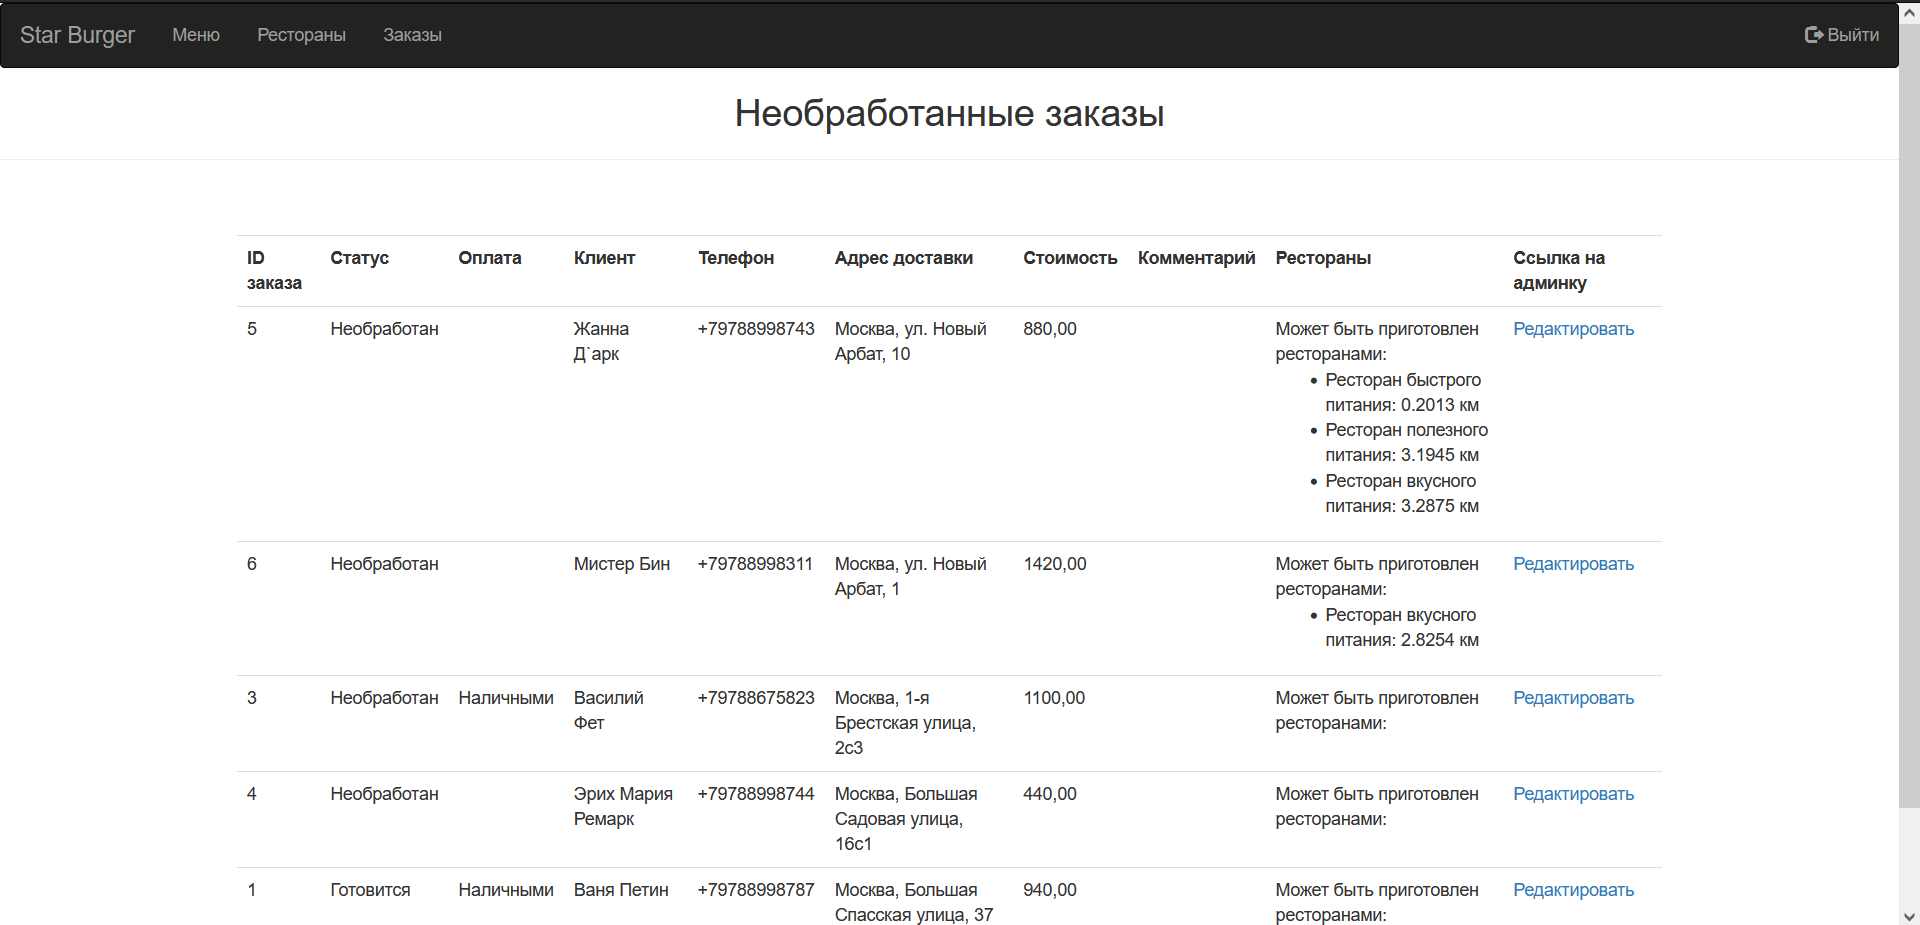 Star Burger Меню Рестораны Заказы Выйти
Необработанные заказы
ID заказа Статус Оплата Клиент Телефон Адрес доставки Стоимость Комментарий Рестораны Ссылка на админку
5 Необработан Жанна Д`арк +79788998743 Москва, ул. Новый Арбат, 10 880,00 Может быть приготовлен ресторанами: Редактировать
Ресторан быстрого
питания: 0.2013 км
Ресторан полезного
питания: 3.1945 км
Ресторан вкусного
питания: 3.2875 км
6 Необработан Мистер Бин +79788998311 Москва, ул. Новый Арбат, 1 1420,00 Может быть приготовлен ресторанами: Редактировать
Ресторан вкусного
питания: 2.8254 км
3 Необработан Наличными Василий Фет +79788675823 Москва, 1-я Брестская улица, 2с3 1100,00 Может быть приготовлен ресторанами: Редактировать
4 Необработан Эрих Мария Ремарк +79788998744 Москва, Большая Садовая улица, 16с1 440,00 Может быть приготовлен ресторанами: Редактировать
1 Готовится Наличными Ваня Петин +79788998787 Москва, Большая Спасская улица, 37 940,00 Может быть приготовлен ресторанами: Редактировать